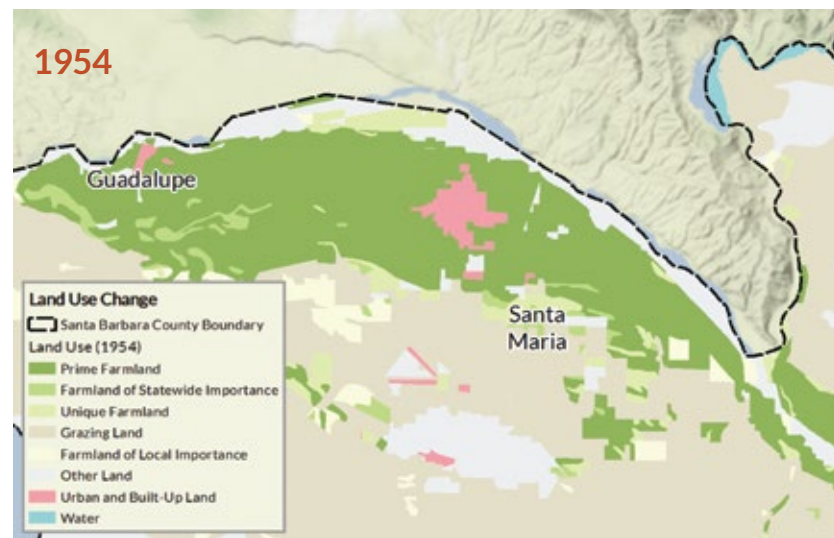 1954
Guadalupe
Santa
Maria
Land Use Change
Santa Barbara County Boundary
Land Use (1954)
Prime Farmland
Farmland of Statewide Importance
Unique Farmland
Grazing Land
Farmland of Local Importance
Other Land
Urban and Built-Up Land
Water